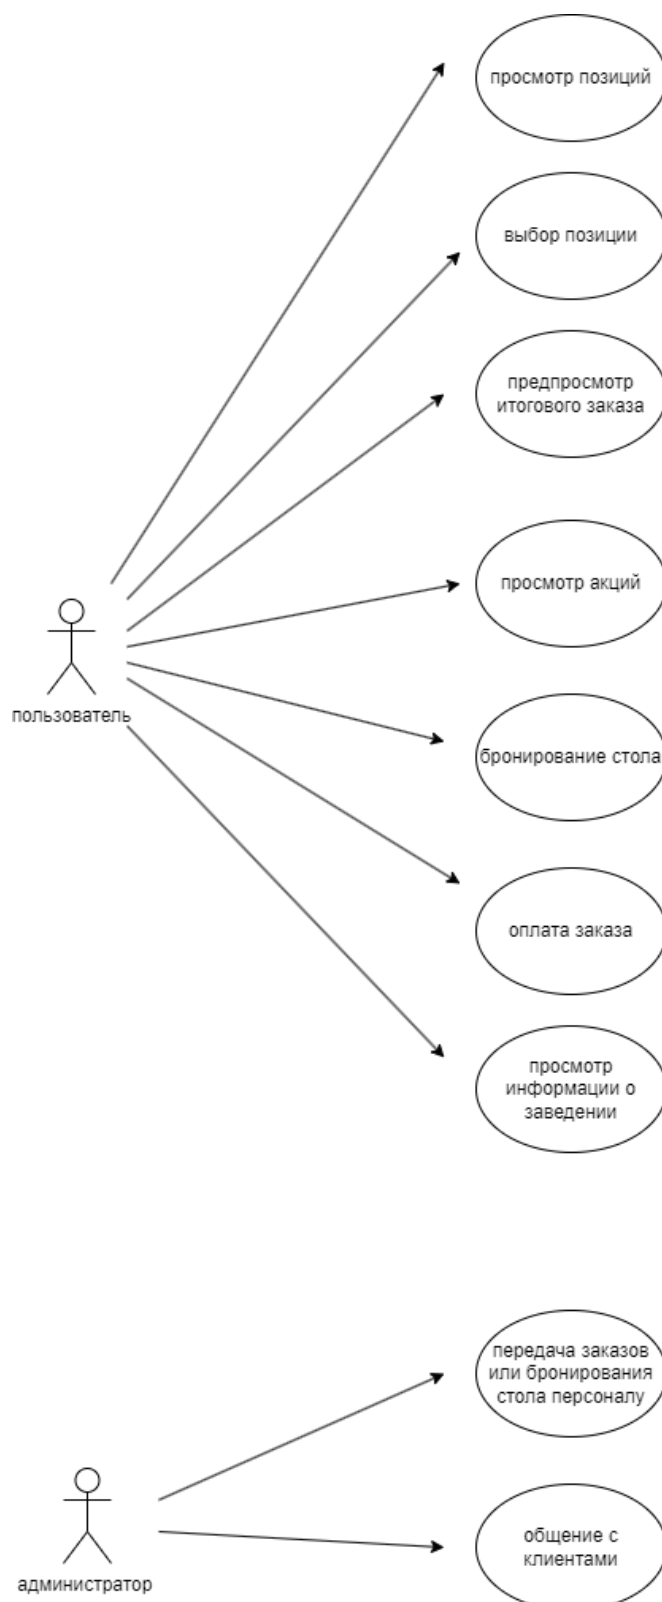 просмотр позиций
выбор позиции
предпросмотр
итогового заказа
просмотр акций
пользователь
бронирование стола
оплата заказа
просмотр
информации о
заведении
передача заказов
или бронирования
стола персоналу
общение с
клиентами
администратор